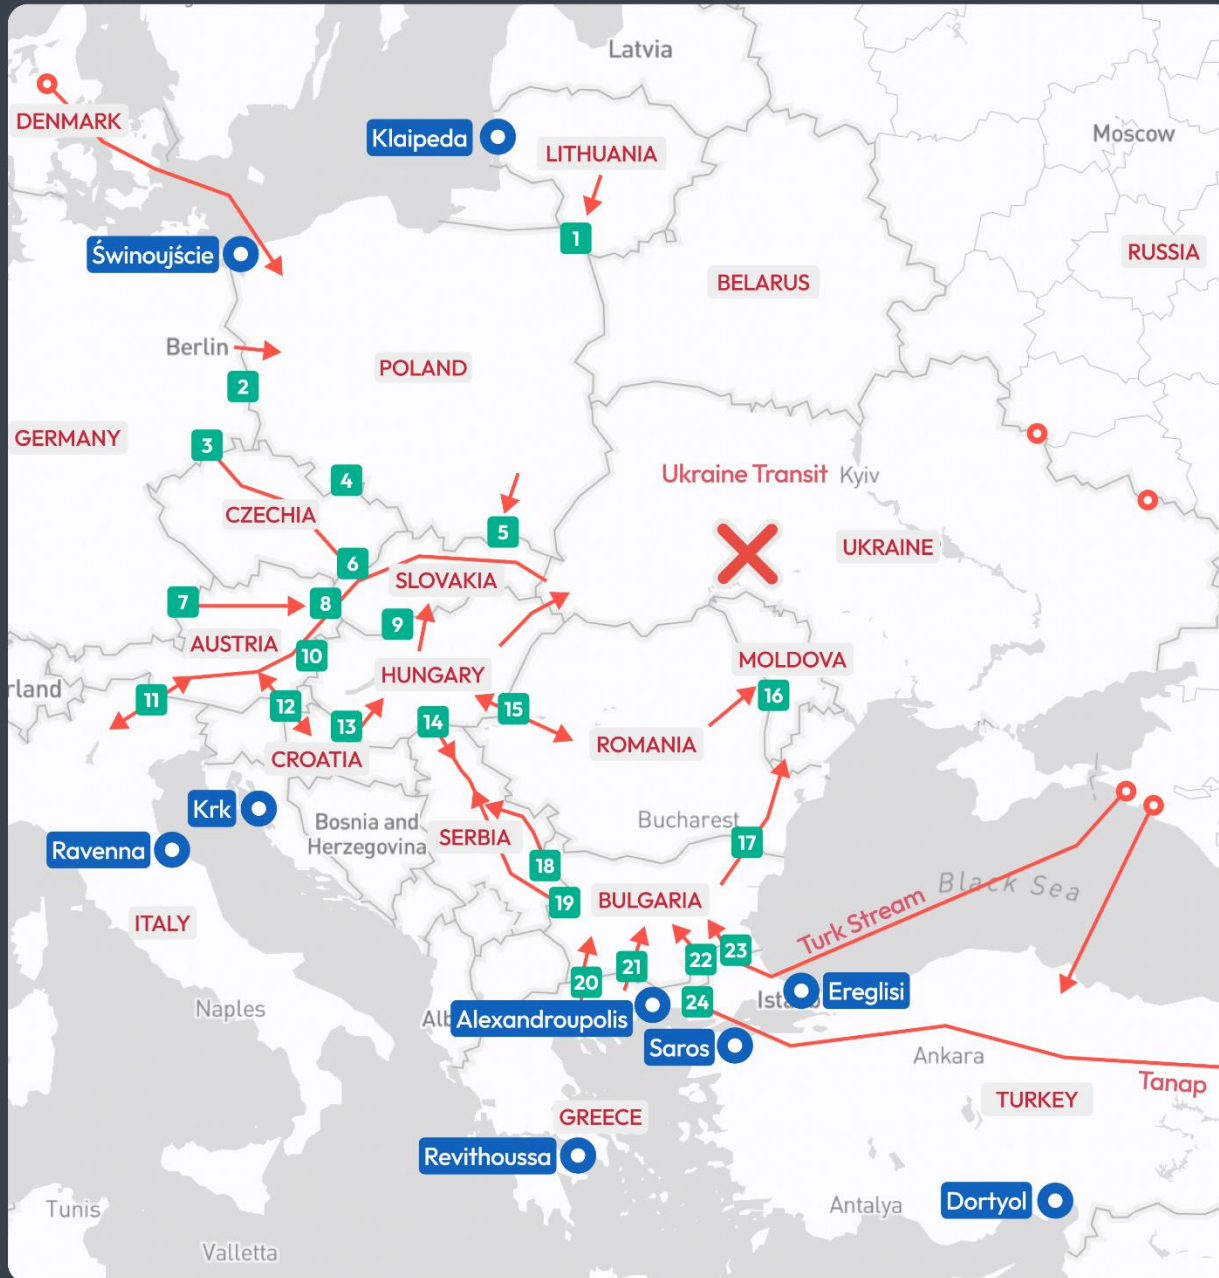 Latvia
DENMARK
Klaipeda
LITHUANIA
Moscow
1
Świnoujście
RUSSIA
BELARUS
Berlin
POLAND
2
GERMANY
3
4
Ukraine Transit
Kyiv
CZECHIA
5
UKRAINE
6
SLOVAKIA
7
8
9
AUSTRIA
10
MOLDOVA
HUNGARY
rland
11
12
13
14
15
16
ROMANIA
CROATIA
Krk
Bosnia and
Herzegovina
Bucharest
SERBIA
17
Ravenna
18
19
BULGARIA
Black Sea
Turk Stream
ITALY
20
21
22
23
24
Ereglisi
Naples
Alexandroupolis
Saros
Ankara
Tanap
TURKEY
GREECE
Revithoussa
Dortyol
Antalya
Tunis
Valletta